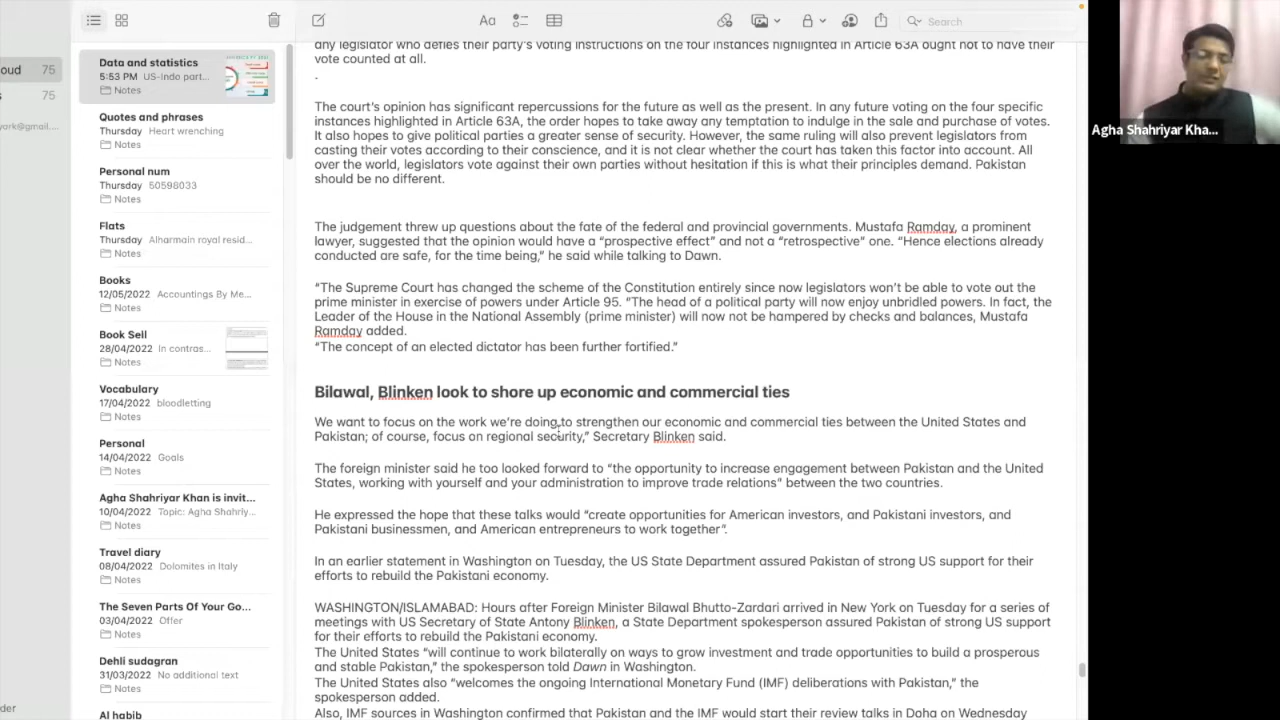 oud 75
s 75
ork@gmail....
der
Data and statistics
5:53 PM US-Indo part...
Notes
Quotes and phrases
Thursday Heart wrenching
Notes
Personal num
Thursday 50598033
Notes
Flats
Thursday Alharmain royal resid...
Notes
Books
12/05/2022 Accountings By Me...
Notes
Book Sell
28/04/2022 In contras...
Notes
Vocabulary
17/04/2022 bloodletting
Notes
Personal
14/04/2022 Goals
Notes
Agha Shahriyar Khan is invit...
10/04/2022 Topic: Agha Shahriy...
Notes
Travel diary
08/04/2022 Dolomites in Italy
Notes
The Seven Parts Of Your Go...
03/04/2022 Offer
Notes
Dehli sudagran
31/03/2022 No additional text
Notes
Al habib
Aa
Search
any legislator who defies their party's voting instructions on the four instances highlighted in Article 63A ought not to have their
vote counted at all.
.
The court's opinion has significant repercussions for the future as well as the present. In any future voting on the four specific
instances highlighted in Article 63A, the order hopes to take away any temptation to indulge in the sale and purchase of votes.
It also hopes to give political parties a greater sense of security. However, the same ruling will also prevent legislators from
casting their votes according to their conscience, and it is not clear whether the court has taken this factor into account. All
over the world, legislators vote against their own parties without hesitation if this is what their principles demand. Pakistan
should be no different.
The judgement threw up questions about the fate of the federal and provincial governments. Mustafa Ramday, a prominent
lawyer, suggested that the opinion would have a “prospective effect” and not a “retrospective” one. “Hence elections already
conducted are safe, for the time being,” he said while talking to Dawn.
“The Supreme Court has changed the scheme of the Constitution entirely since now legislators won't be able to vote out the
prime minister in exercise of powers under Article 95. “The head of a political party will now enjoy unbridled powers. In fact, the
Leader of the House in the National Assembly (prime minister) will now not be hampered by checks and balances, Mustafa
Ramday added.
“The concept of an elected dictator has been further fortified.”
Bilawal, Blinken look to shore up economic and commercial ties
We want to focus on the work we're doing to strengthen our economic and commercial ties between the United States and
Pakistan; of course, focus on regional security,” Secretary Blinken said.
The foreign minister said he too looked forward to “the opportunity to increase engagement between Pakistan and the United
States, working with yourself and your administration to improve trade relations” between the two countries.
He expressed the hope that these talks would “create opportunities for American investors, and Pakistani investors, and
Pakistani businessmen, and American entrepreneurs to work together”.
In an earlier statement in Washington on Tuesday, the US State Department assured Pakistan of strong US support for their
efforts to rebuild the Pakistani economy.
WASHINGTON/ISLAMABAD: Hours after Foreign Minister Bilawal Bhutto-Zardari arrived in New York on Tuesday for a series of
meetings with US Secretary of State Antony Blinken, a State Department spokesperson assured Pakistan of strong US support
for their efforts to rebuild the Pakistani economy.
The United States “will continue to work bilaterally on ways to grow investment and trade opportunities to build a prosperous
and stable Pakistan,” the spokesperson told Dawn in Washington.
The United States also “welcomes the ongoing International Monetary Fund (IMF) deliberations with Pakistan,” the
spokesperson added.
Also, IMF sources in Washington confirmed that Pakistan and the IMF would start their review talks in Doha on Wednesday
Agha Shahriyar Kha...